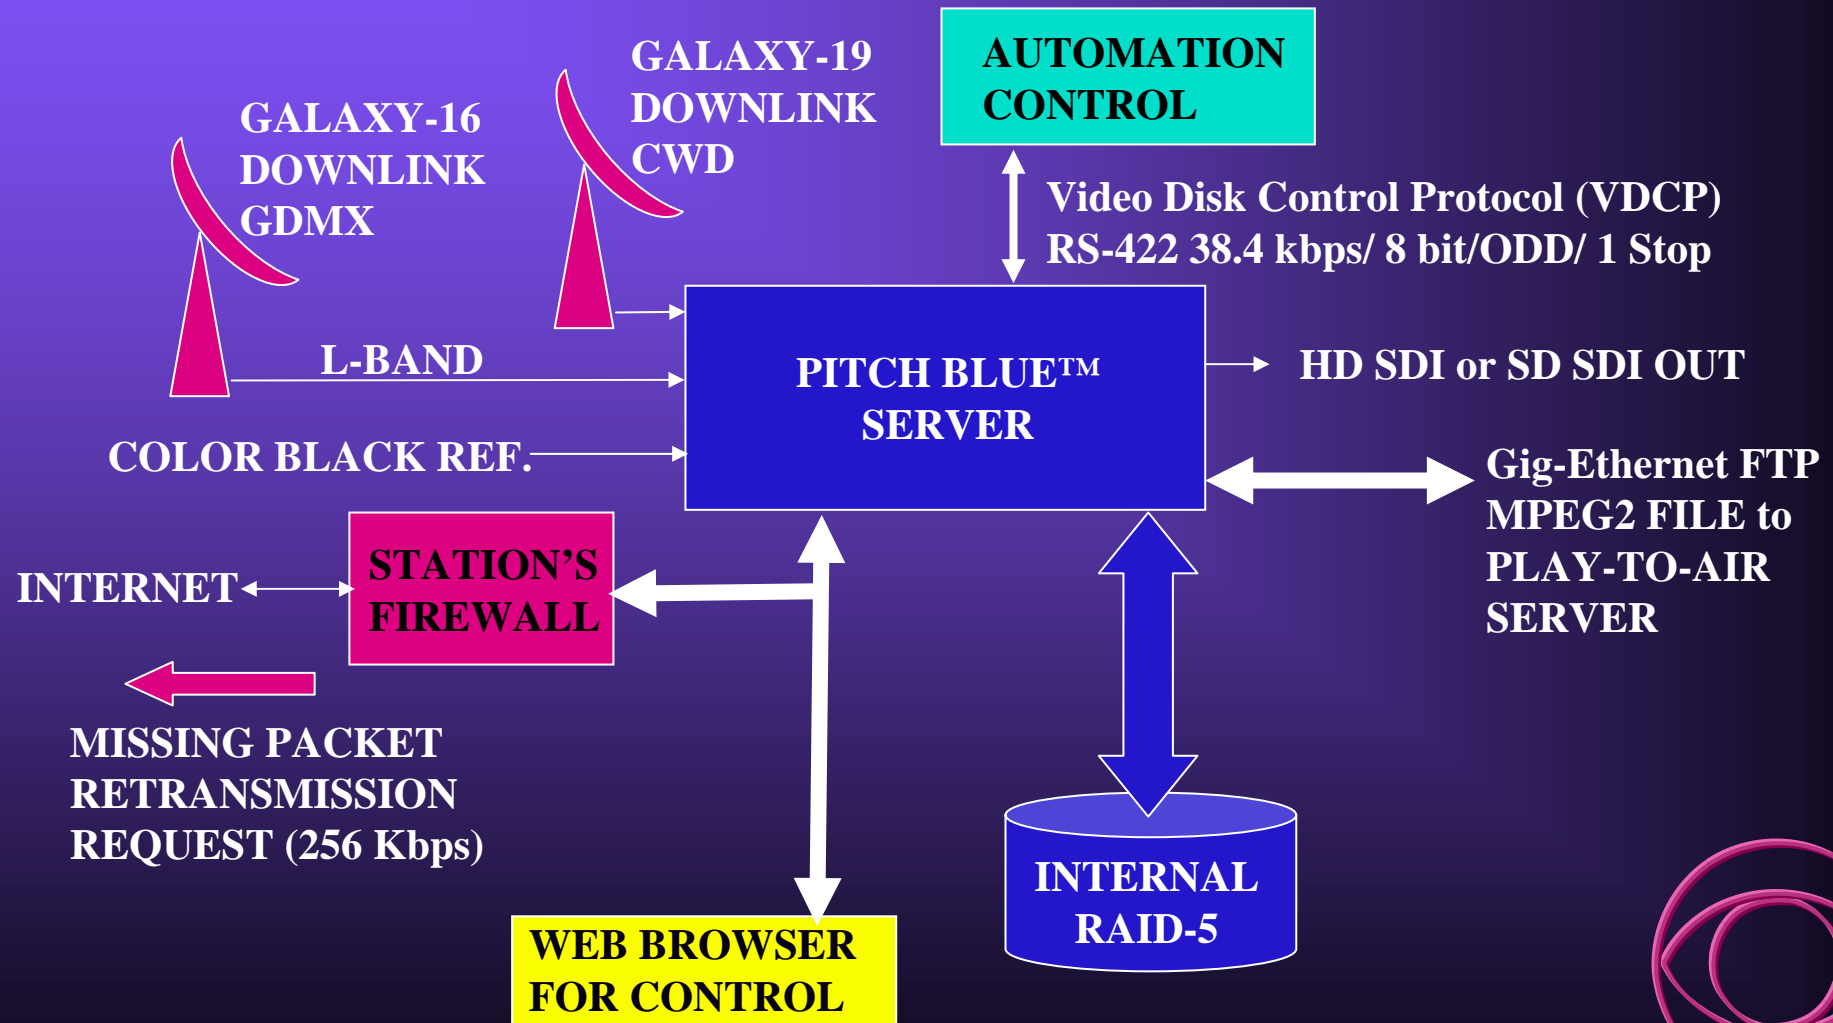 GALAXY-16
DOWNLINK
GDMX
GALAXY-19
DOWNLINK
CWD
AUTOMATION
CONTROL
Video Disk Control Protocol (VDCP)
RS-422 38.4 kbps/ 8 bit/ODD/ 1 Stop
L-BAND
PITCH BLUE™
SERVER
HD SDI or SD SDI OUT
COLOR BLACK REF.
Gig-Ethernet FTP
MPEG2 FILE to
PLAY-TO-AIR
SERVER
INTERNET
STATION’S
FIREWALL
MISSING PACKET
RETRANSMISSION
REQUEST (256 Kbps)
INTERNAL
RAID-5
WEB BROWSER
FOR CONTROL